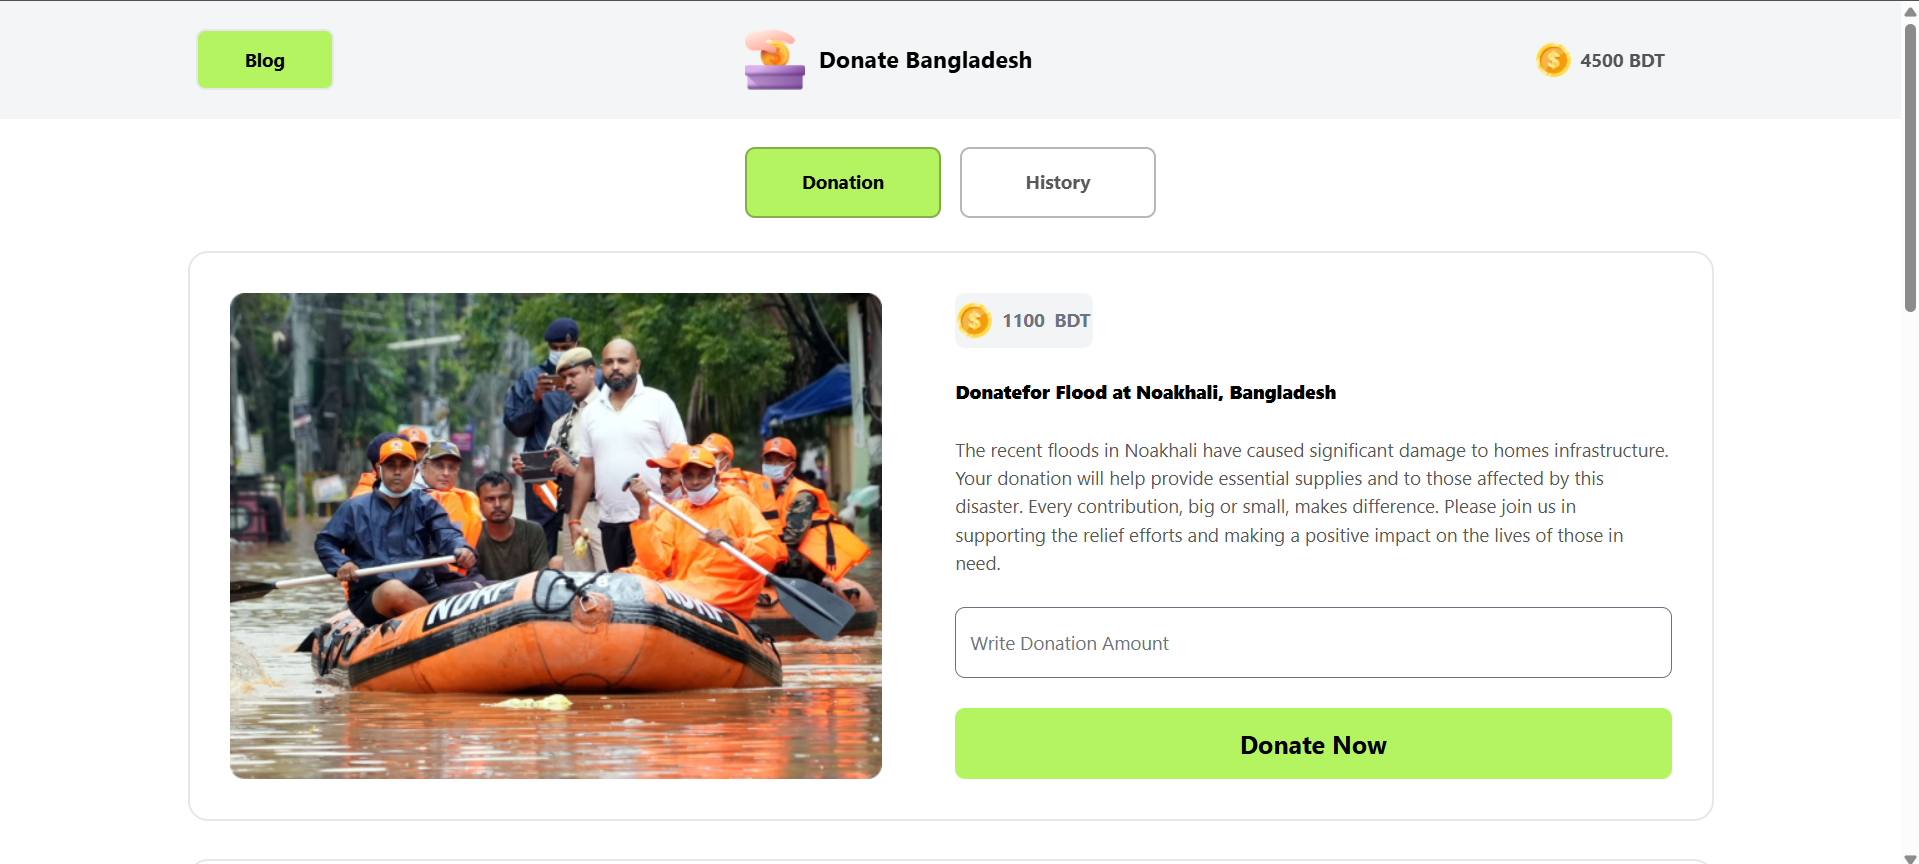 Blog
Donate Bangladesh
4500 BDT
Donation
History
1100 BDT
Donatefor Flood at Noakhali, Bangladesh
The recent floods in Noakhali have caused significant damage to homes infrastructure.
Your donation will help provide essential supplies and to those affected by this
disaster. Every contribution, big or small, makes difference. Please join us in
supporting the relief efforts and making a positive impact on the lives of those in
need.
Write Donation Amount
Donate Now
NDRF
NDRF